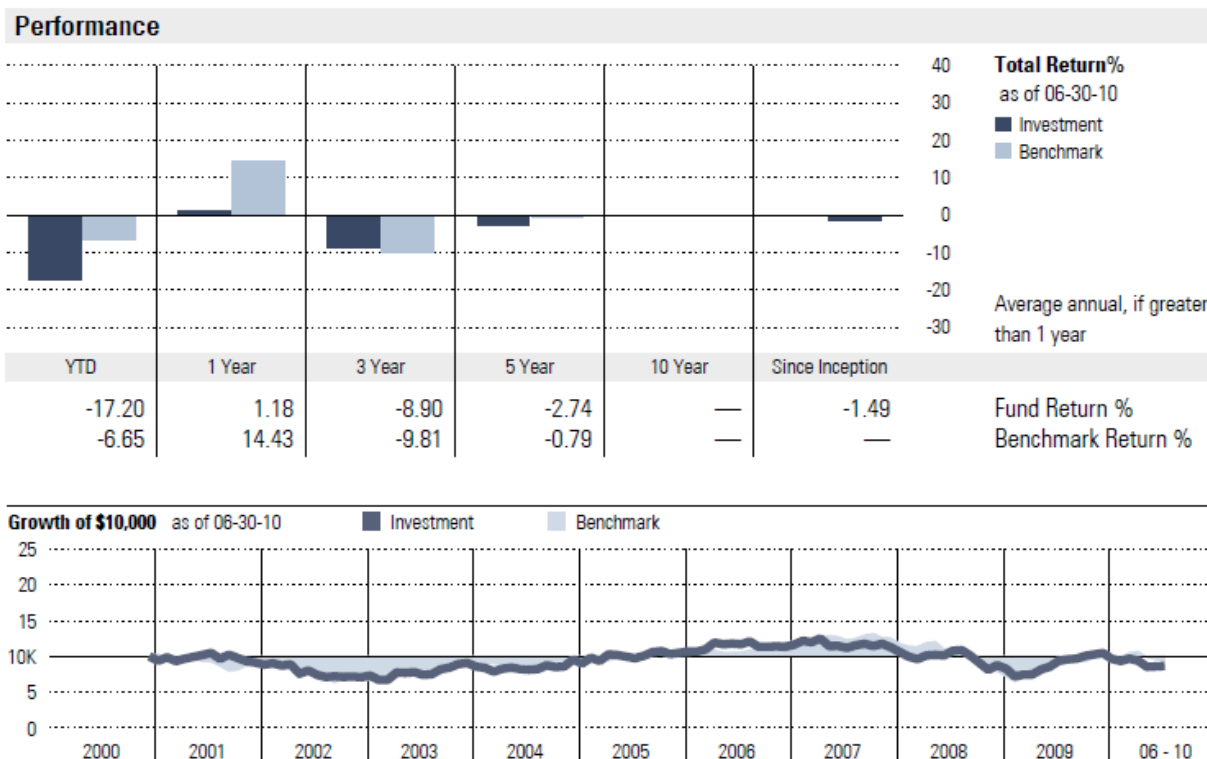 Performance
40
30
20
10
0
-10
-20
-30
Total Return%
as of 06-30-10
Investment
Benchmark
Average annual, if greater
than 1 year
YTD 1 Year 3 Year 5 Year 10 Year Since Inception
-17.20 1.18 -8.90 -2.74 — -1.49 Fund Return %
-6.65 14.43 -9.81 -0.79 — — Benchmark Return %
Growth of $10,000 as of 06-30-10 Investment Benchmark
25
20
15
10K
5
0
2000 2001 2002 2003 2004 2005 2006 2007 2008 2009 06 - 10